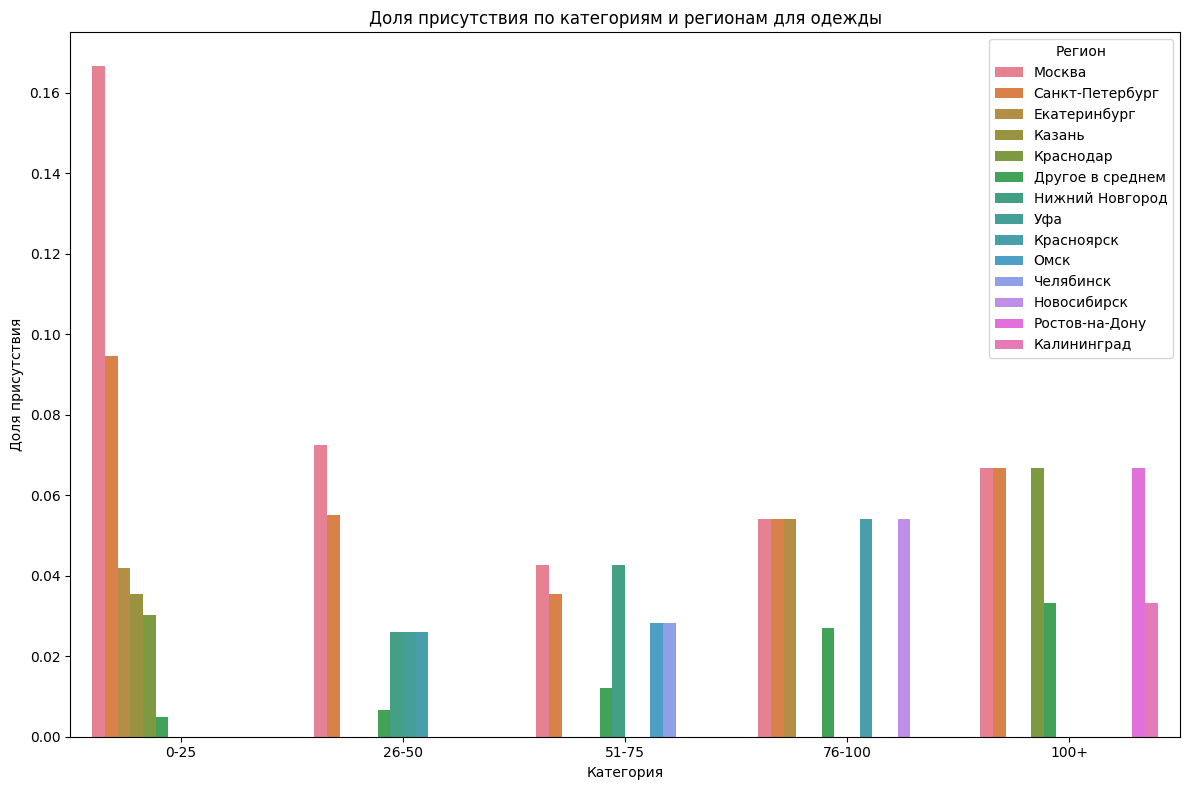 Доля присутствия по категориям и регионам для одежды
Доля присутствия
0.16
0.14
0.12
0.10
0.08
0.06
0.04
0.02
0.00
Регион
Москва
Санкт-Петербург
Екатеринбург
Казань
Краснодар
Другое в среднем
Нижний Новгород
Уфа
Красноярск
Омск
Челябинск
Новосибирск
Ростов-на-Дону
Калининград
0-25
26-50
51-75
76-100
100+
Категория